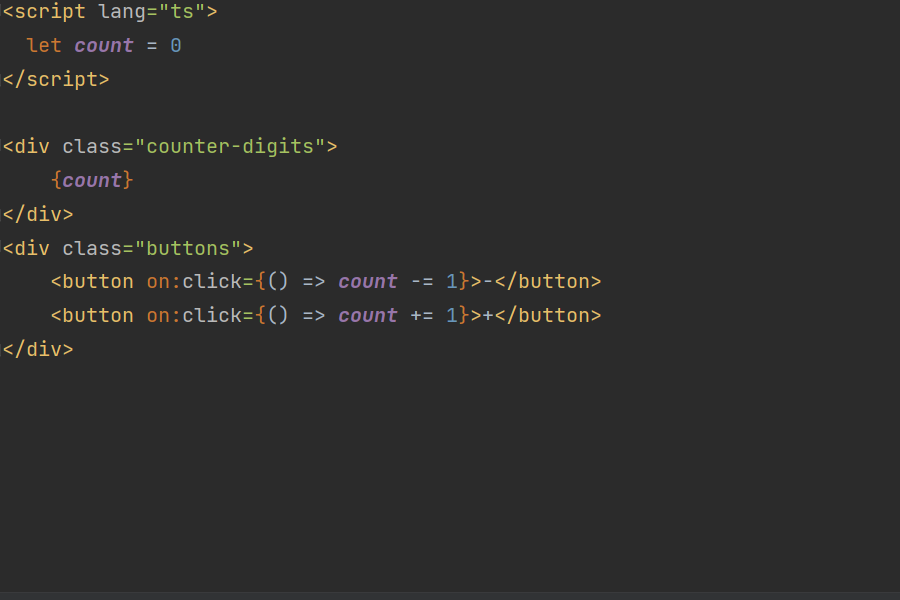 <script lang="ts">
  let count = 0
</script>

<div class="counter-digits">
    {count}
</div>
<div class="buttons">
    <button on:click={() => count -= 1}>-</button>
    <button on:click={() => count += 1}>+</button>
</div>